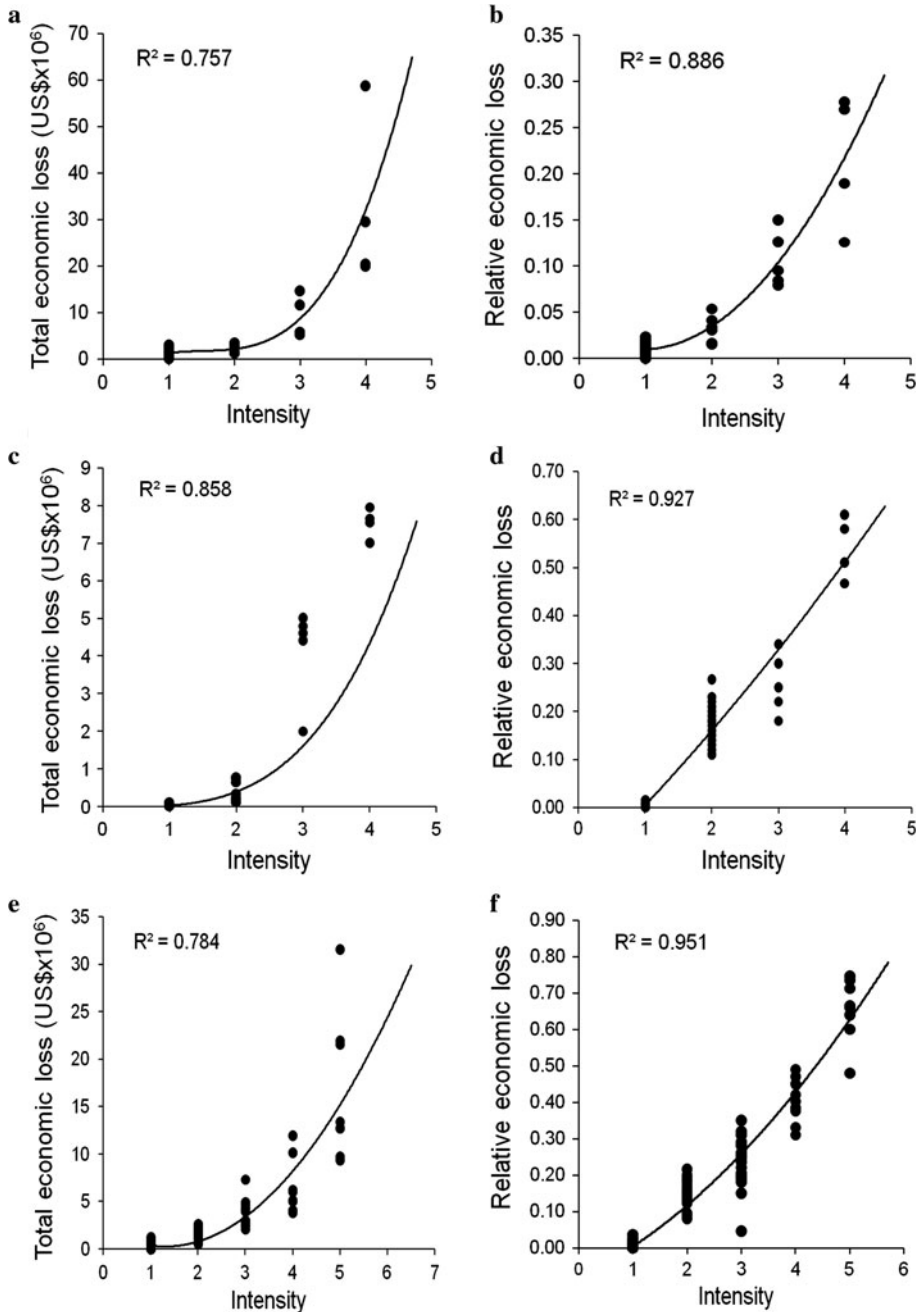 a
Total economic loss (US$x10⁶)
70
60
50
40
30
20
10
0
R² = 0.757
0 1 2 3 4 5
Intensity
b
Relative economic loss
0.35
0.30
0.25
0.20
0.15
0.10
0.05
0.00
R² = 0.886
0 1 2 3 4 5
Intensity
c
Total economic loss (US$x10⁶)
9
8
7
6
5
4
3
2
1
0
R² = 0.858
0 1 2 3 4 5
Intensity
d
Relative economic loss
0.70
0.60
0.50
0.40
0.30
0.20
0.10
0.00
R² = 0.927
0 1 2 3 4 5
Intensity
e
Total economic loss (US$x10⁶)
35
30
25
20
15
10
5
0
R² = 0.784
0 1 2 3 4 5 6 7
Intensity
f
Relative economic loss
0.90
0.80
0.70
0.60
0.50
0.40
0.30
0.20
0.10
0.00
R² = 0.951
0 1 2 3 4 5 6
Intensity